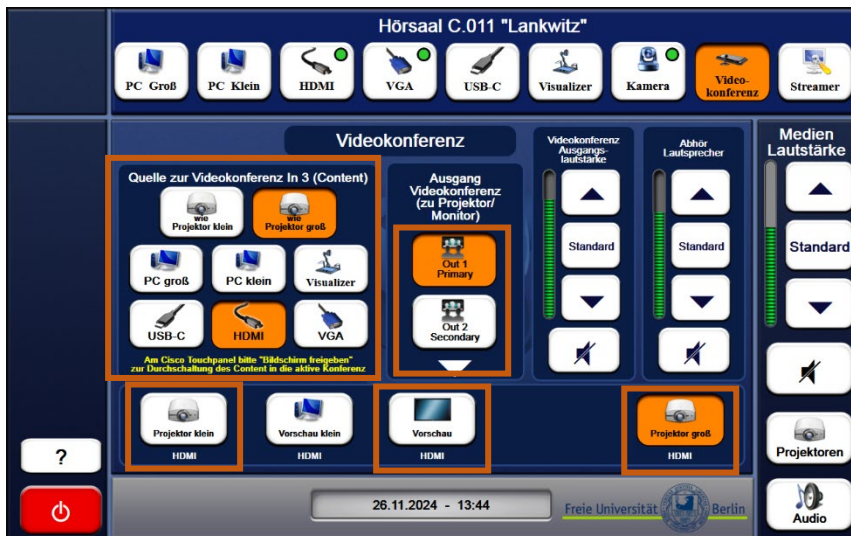 Hörsaal C.011 "Lankwitz"
PC Groß
PC Klein
HDMI
VGA
USB-C
Visualizer
Kamera
Video-
konferenz
Streamer
Videokonferenz
Quelle zur Videokonferenz In 3 (Content)
wie
Projektor klein
wie
Projektor groß
PC groß
PC klein
Visualizer
USB-C
HDMI
VGA
Am Cisco Touchpanel bitte "Bildschirm freigeben"
zur Durchschaltung des Content in die aktive Konferenz
Ausgang
Videokonferenz
(zu Projektor/
Monitor)
Out 1
Primary
Out 2
Secondary
Videokonferenz
Ausgangs-
lautstärke
Standard
Abhör
Lautsprecher
Standard
Medien
Lautstärke
Standard
Projektor klein
HDMI
Vorschau klein
HDMI
Vorschau
HDMI
Projektor groß
HDMI
Projektoren
Audio
?
26.11.2024 - 13:44
Freie Universität Berlin